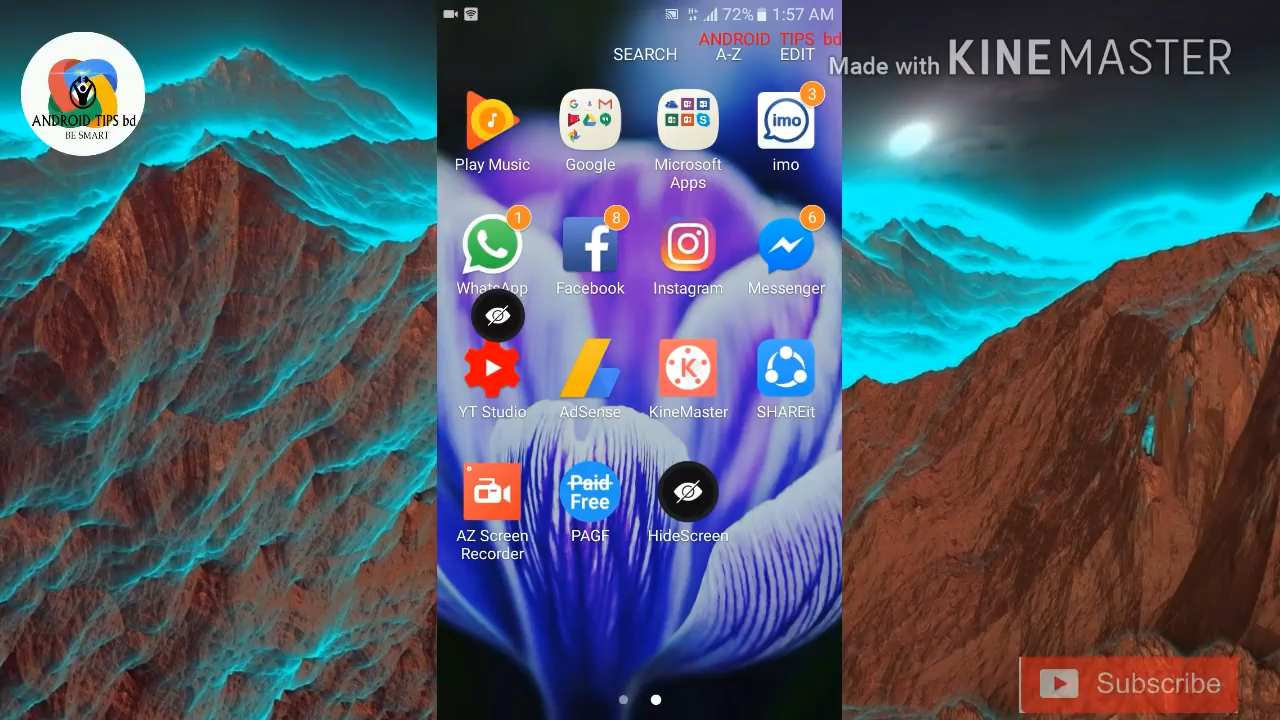 72% 1:57 AM
ANDROID TIPS bd
SEARCH A-Z EDIT
Made with KINEMASTER
ANDROID TIPS bd
BE SMART
3
Play Music Google Microsoft Apps imo
imo
1 8 6
WhatsApp Facebook Instagram Messenger
YT Studio AdSense KineMaster SHAREit
K
Paid
Free
AZ Screen Recorder PAGF HideScreen
Subscribe